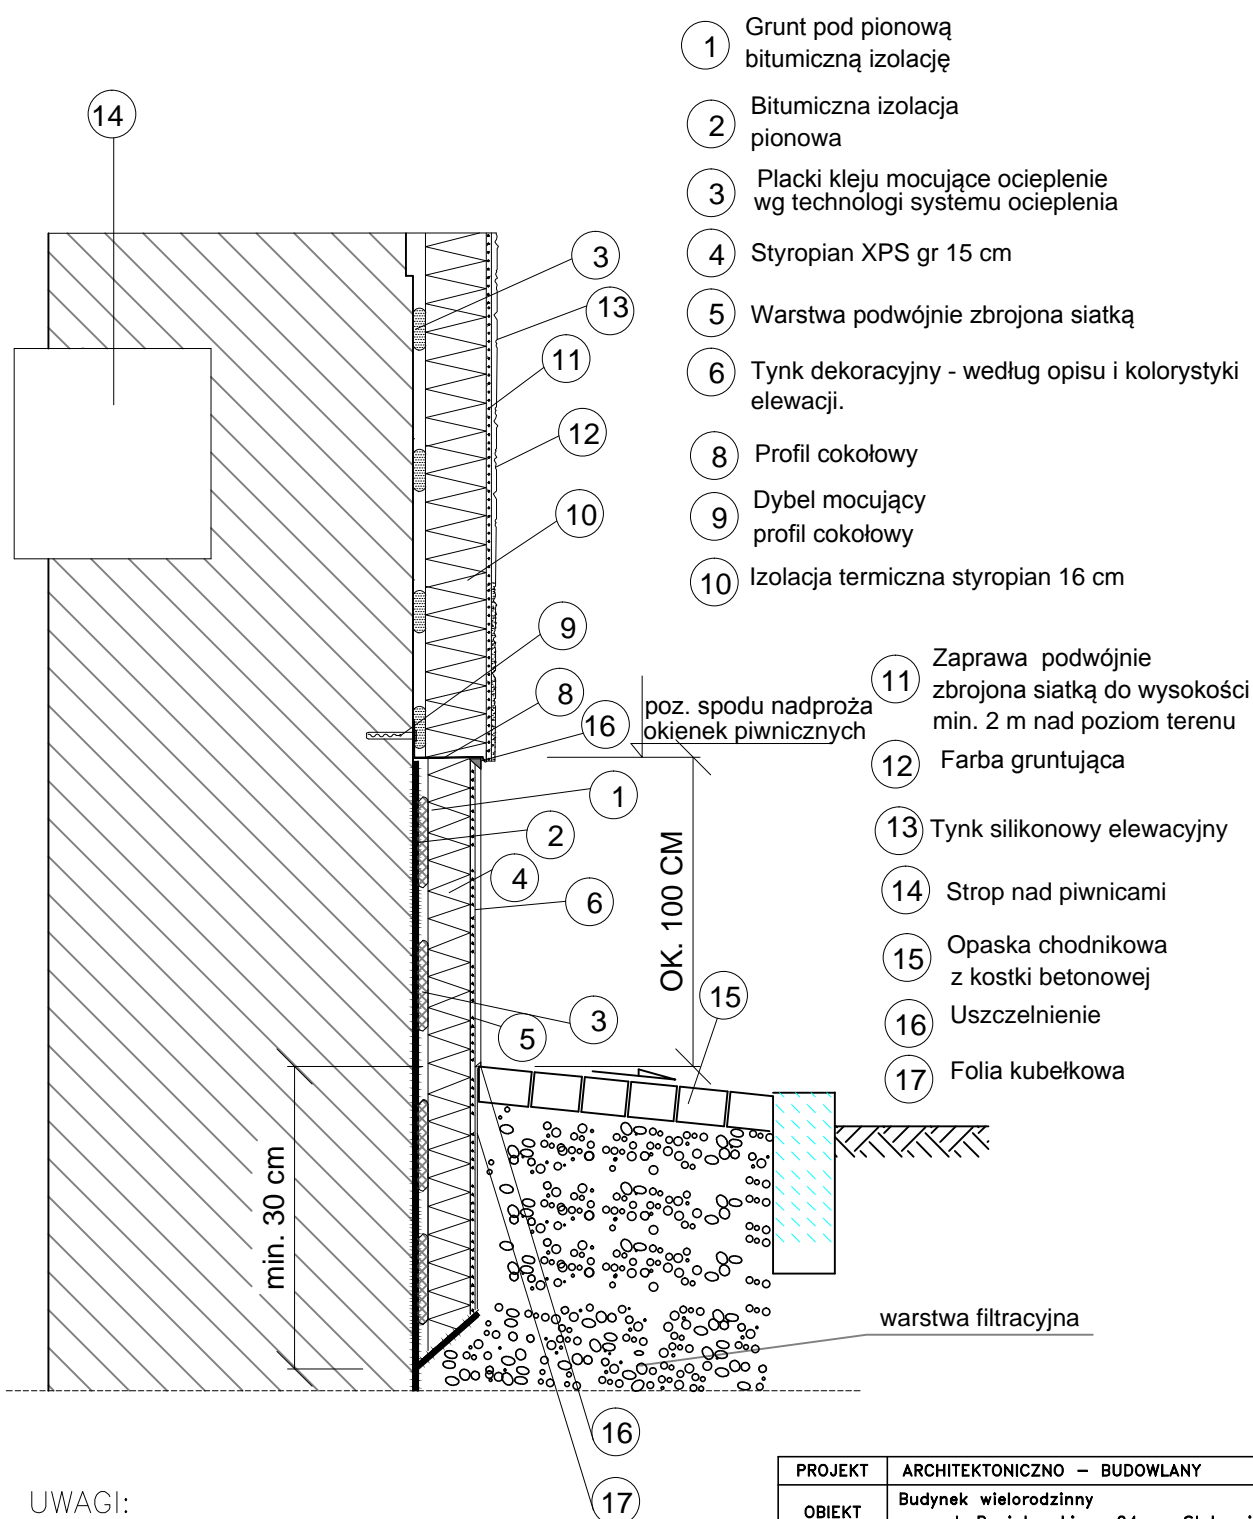 1 Grunt pod pionową
bitumiczną izolację
2 Bitumiczna izolacja
pionowa
3 Placki kleju mocujące ocieplenie
wg technologi systemu ocieplenia
4 Styropian XPS gr 15 cm
5 Warstwa podwójnie zbrojona siatką
6 Tynk dekoracyjny - według opisu i kolorystyki
elewacji.
8 Profil cokołowy
9 Dybel mocujący
profil cokołowy
10 Izolacja termiczna styropian 16 cm
11 Zaprawa podwójnie
zbrojona siatką do wysokości
min. 2 m nad poziom terenu
12 Farba gruntująca
13 Tynk silikonowy elewacyjny
14 Strop nad piwnicami
15 Opaska chodnikowa
z kostki betonowej
16 Uszczelnienie
17 Folia kubełkowa
14
3
13
11
12
10
9
8
16
poz. spodu nadproża
okienek piwnicznych
1
2
4
6
OK. 100 CM
15
3
5
min. 30 cm
warstwa filtracyjna
16
17
UWAGI:
PROJEKT ARCHITEKTONICZNO – BUDOWLANY
OBIEKT Budynek wielorodzinny